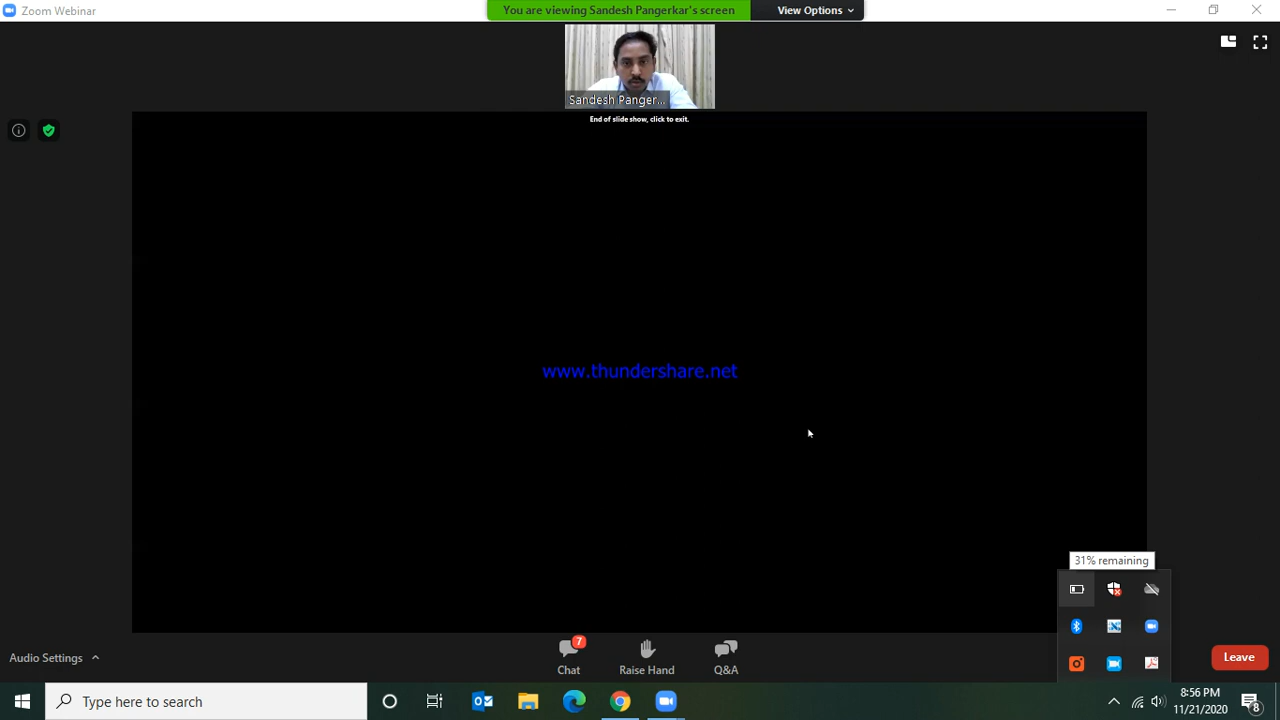 Zoom Webinar
You are viewing Sandesh Pangerkar's screen
View Options
Sandesh Panger...
End of slide show, click to exit.
www.thundershare.net
31% remaining
Audio Settings
7
Chat
Raise Hand
Q&A
Leave
Type here to search
8:56 PM
11/21/2020
8